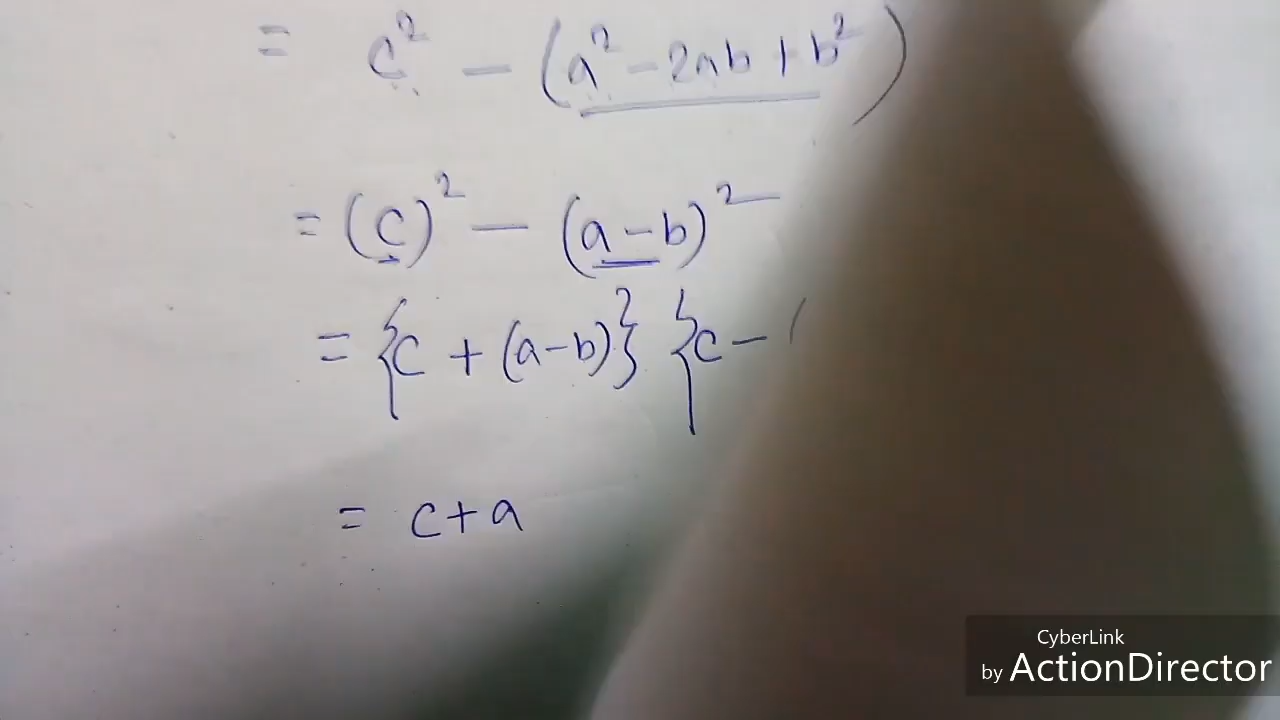 = c² - (a² - 2ab + b²)
= (c)² - (a-b)²
= {c + (a-b)} {c - (
= c+a
CyberLink
by ActionDirector